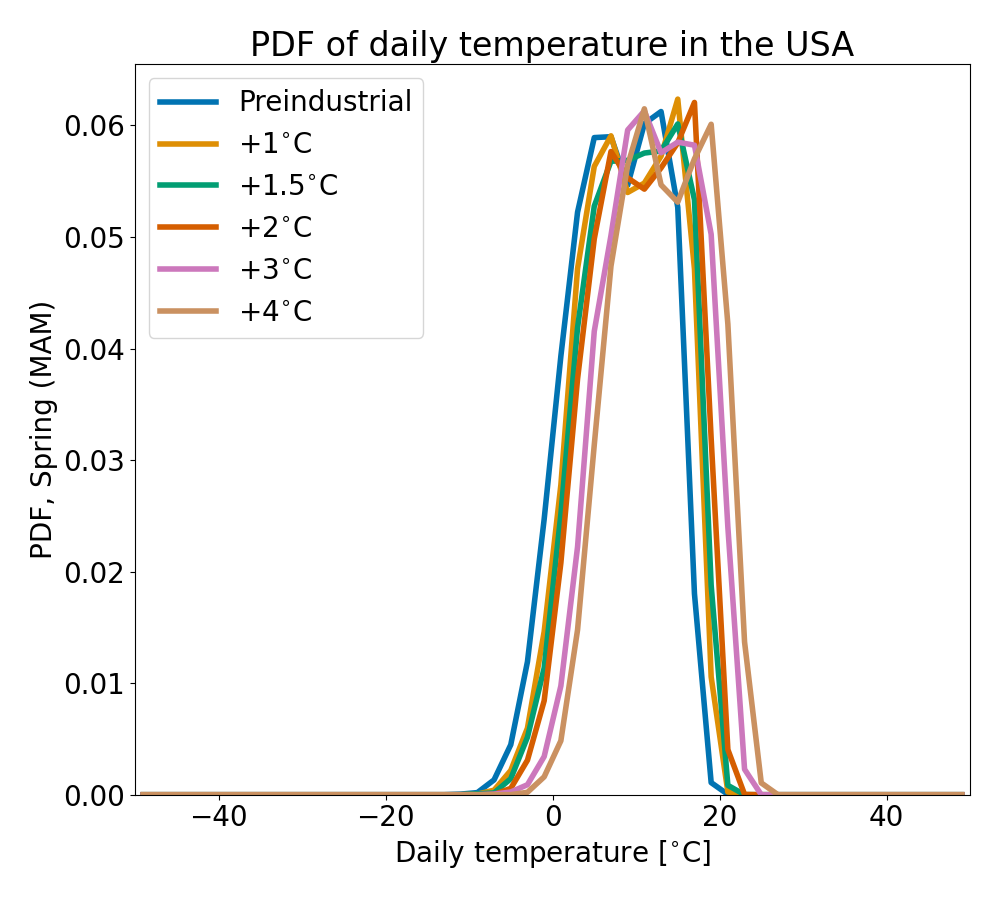 PDF of daily temperature in the USA
Preindustrial
+1°C
+1.5°C
+2°C
+3°C
+4°C
PDF, Spring (MAM)
0.06
0.05
0.04
0.03
0.02
0.01
0.00
−40 −20 0 20 40
Daily temperature [°C]